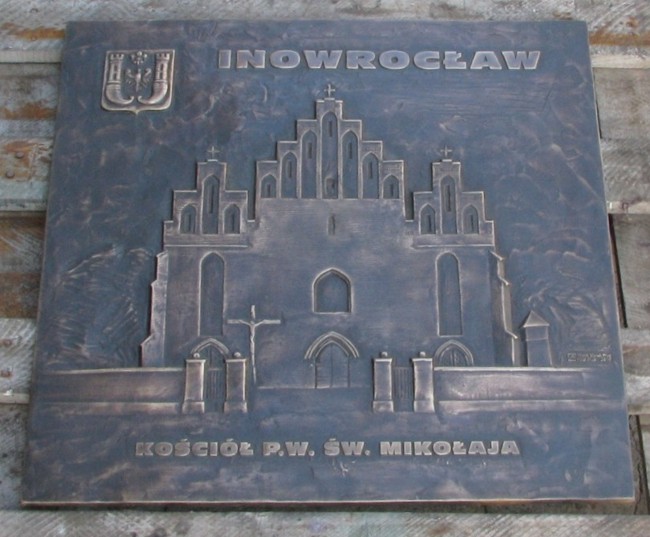 INOWROCŁAW
KOŚCIÓŁ P.W. ŚW. MIKOŁAJA